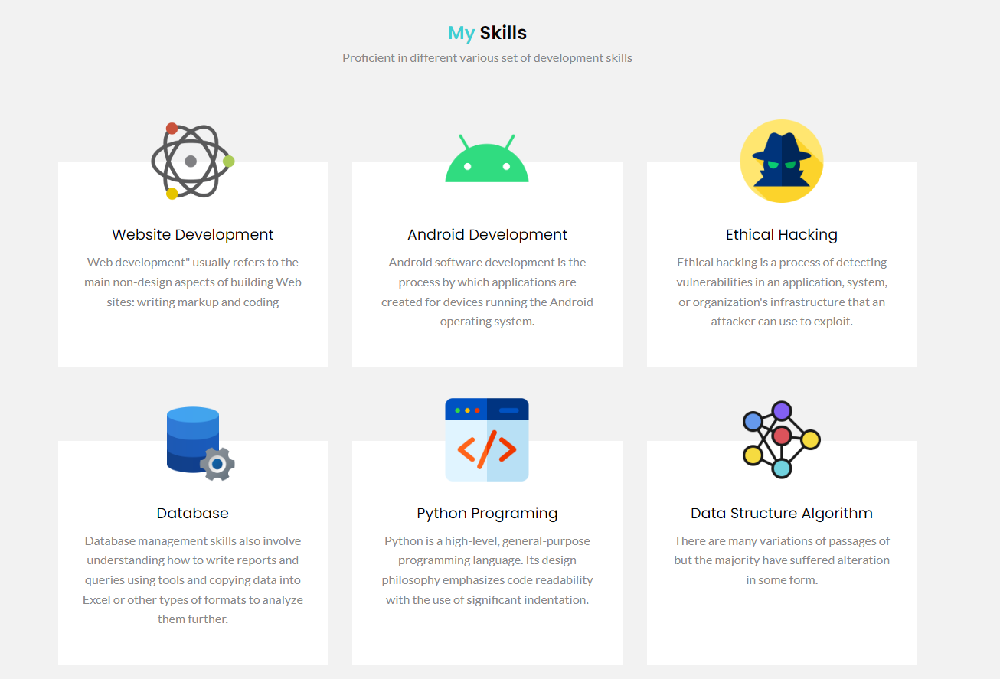 My Skills
Proficient in different various set of development skills
Website Development
Web development" usually refers to the
main non-design aspects of building Web
sites: writing markup and coding
Android Development
Android software development is the
process by which applications are
created for devices running the Android
operating system.
Ethical Hacking
Ethical hacking is a process of detecting
vulnerabilities in an application, system,
or organization's infrastructure that an
attacker can use to exploit.
Database
Database management skills also involve
understanding how to write reports and
queries using tools and copying data into
Excel or other types of formats to analyze
them further.
Python Programing
Python is a high-level, general-purpose
programming language. Its design
philosophy emphasizes code readability
with the use of significant indentation.
Data Structure Algorithm
There are many variations of passages of
but the majority have suffered alteration
in some form.